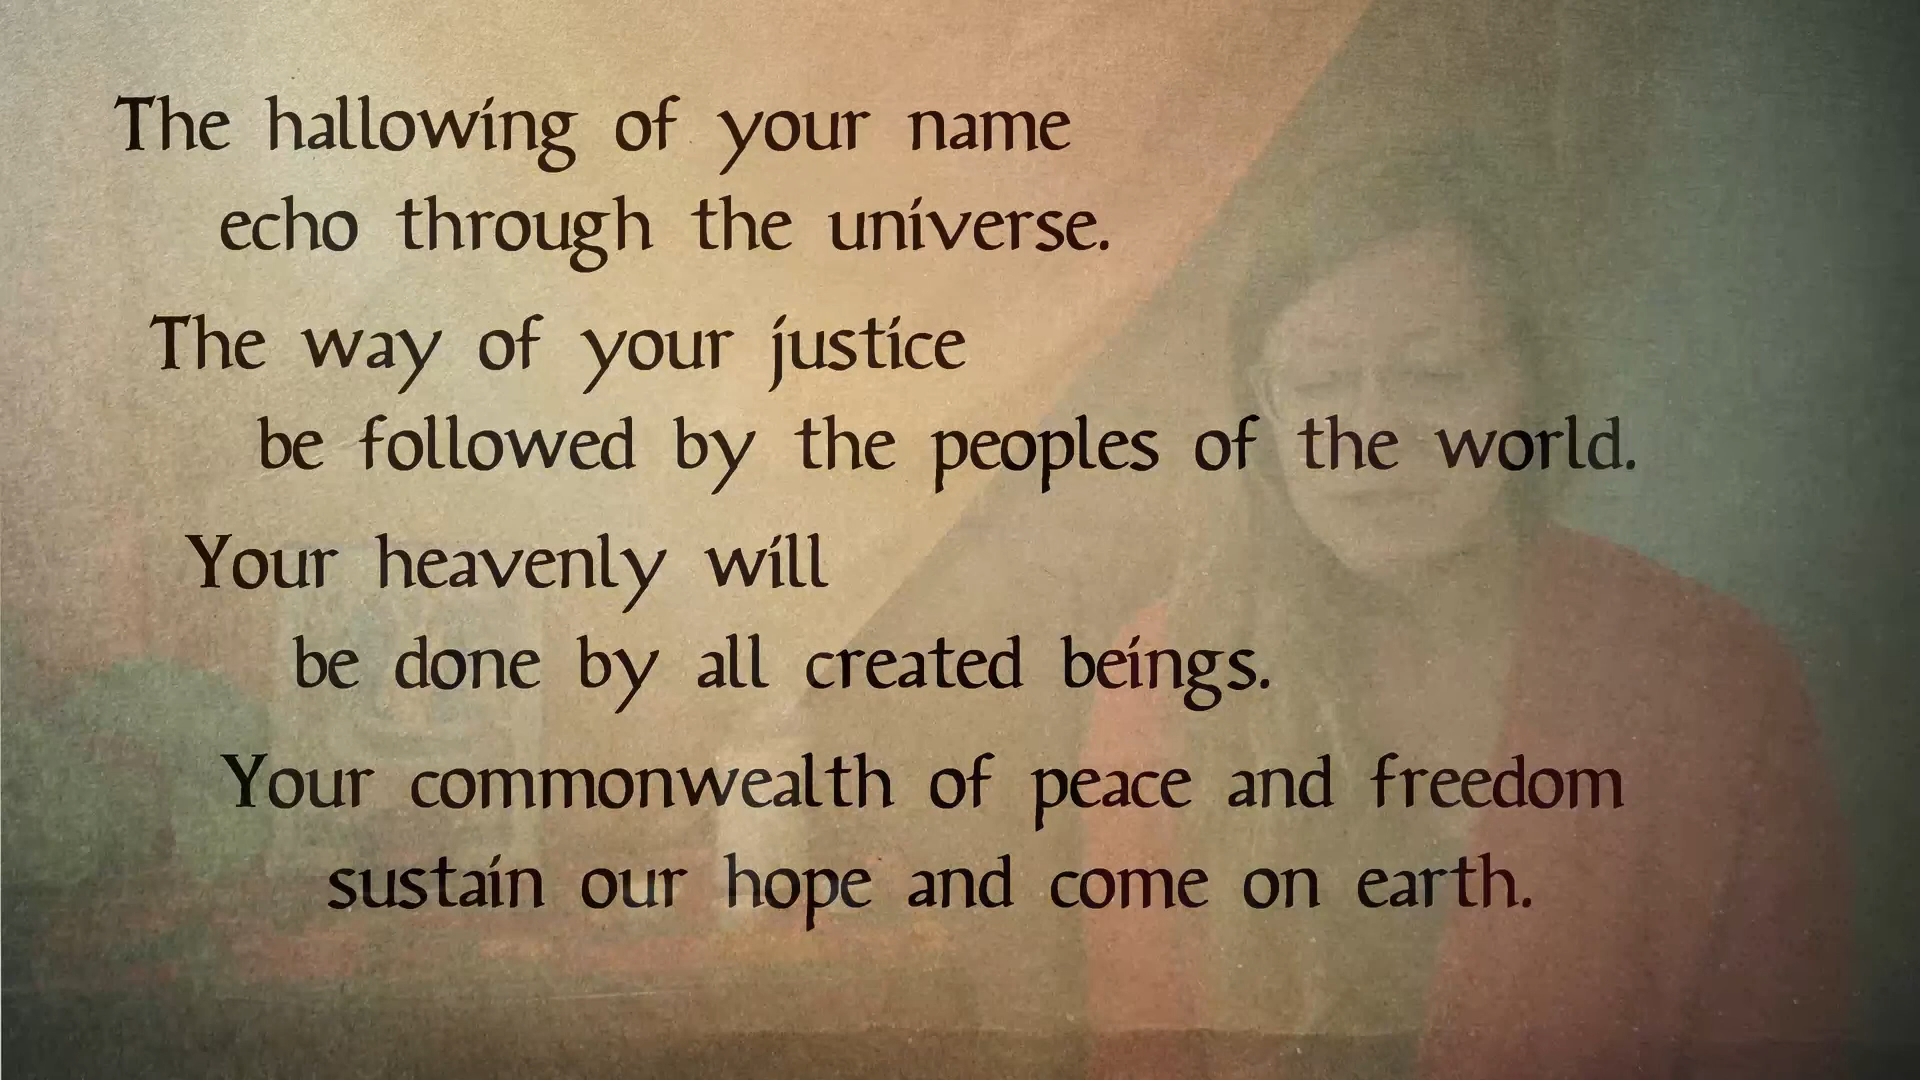 The hallowing of your name
echo through the universe.
The way of your justice
be followed by the peoples of the world.
Your heavenly will
be done by all created beings.
Your commonwealth of peace and freedom
sustain our hope and come on earth.